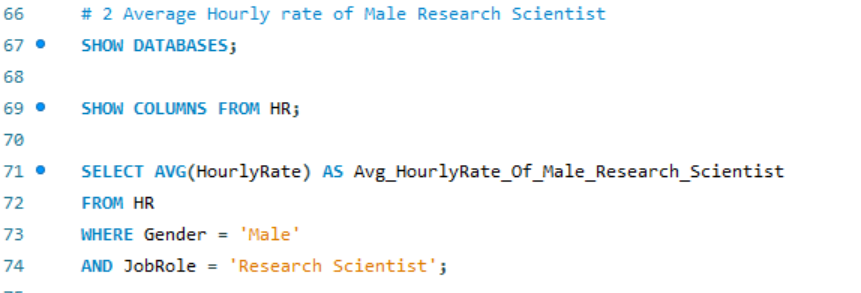 66 # 2 Average Hourly rate of Male Research Scientist
67 SHOW DATABASES;
68
69 SHOW COLUMNS FROM HR;
70
71 SELECT AVG(HourlyRate) AS Avg_HourlyRate_Of_Male_Research_Scientist
72 FROM HR
73 WHERE Gender = 'Male'
74 AND JobRole = 'Research Scientist';